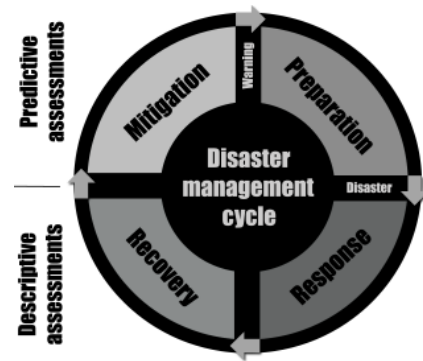 Predictive
assessments
Mitigation
Warning
Preparation
Disaster
management
cycle
Disaster
Descriptive
assessments
Recovery
Response